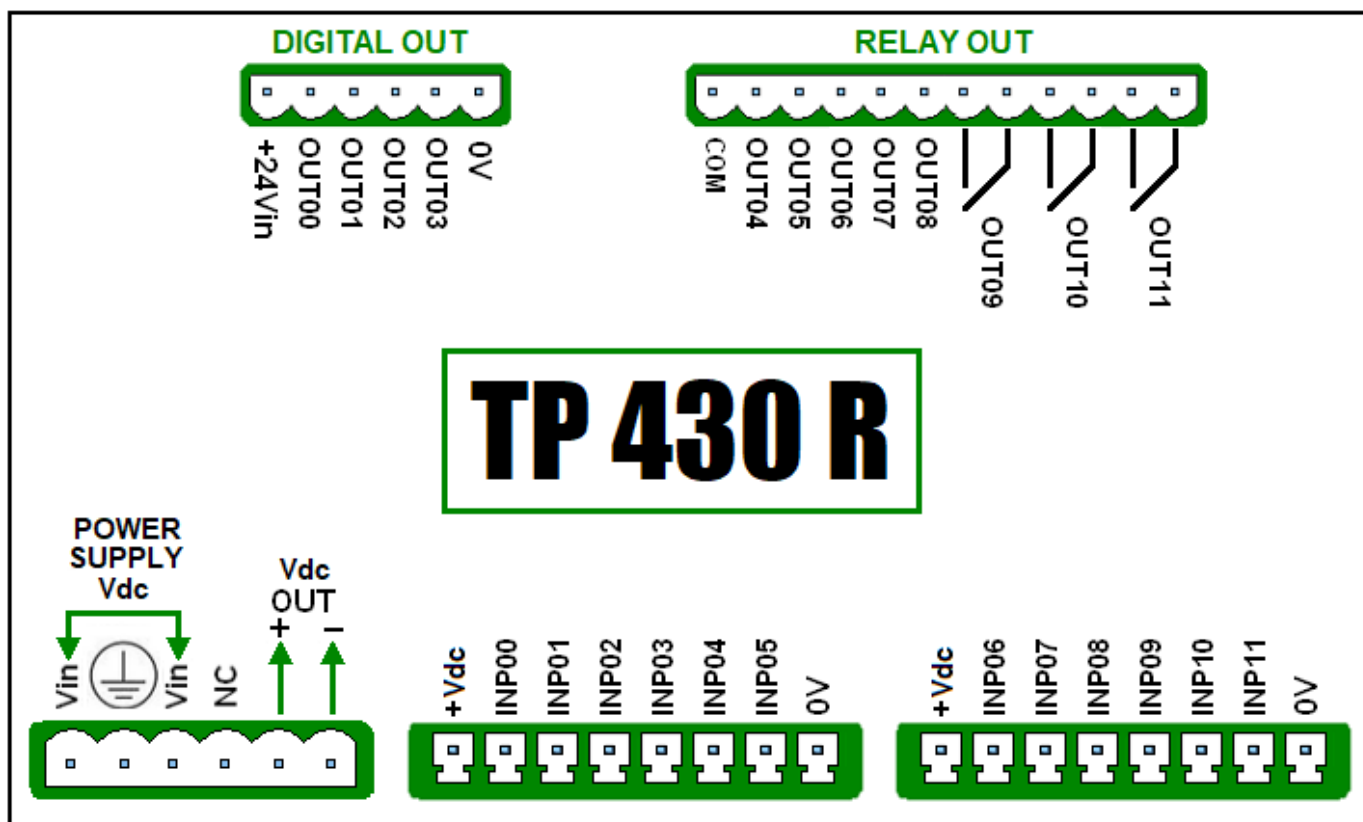 DIGITAL OUT
RELAY OUT
+24Vin
OUT00
OUT01
OUT02
OUT03
0V
COM
OUT04
OUT05
OUT06
OUT07
OUT08
OUT09
OUT10
OUT11
TP 430 R
POWER
SUPPLY
Vdc
Vin
Vin
NC
Vdc
OUT
+
–
+Vdc
INP00
INP01
INP02
INP03
INP04
INP05
0V
+Vdc
INP06
INP07
INP08
INP09
INP10
INP11
0V